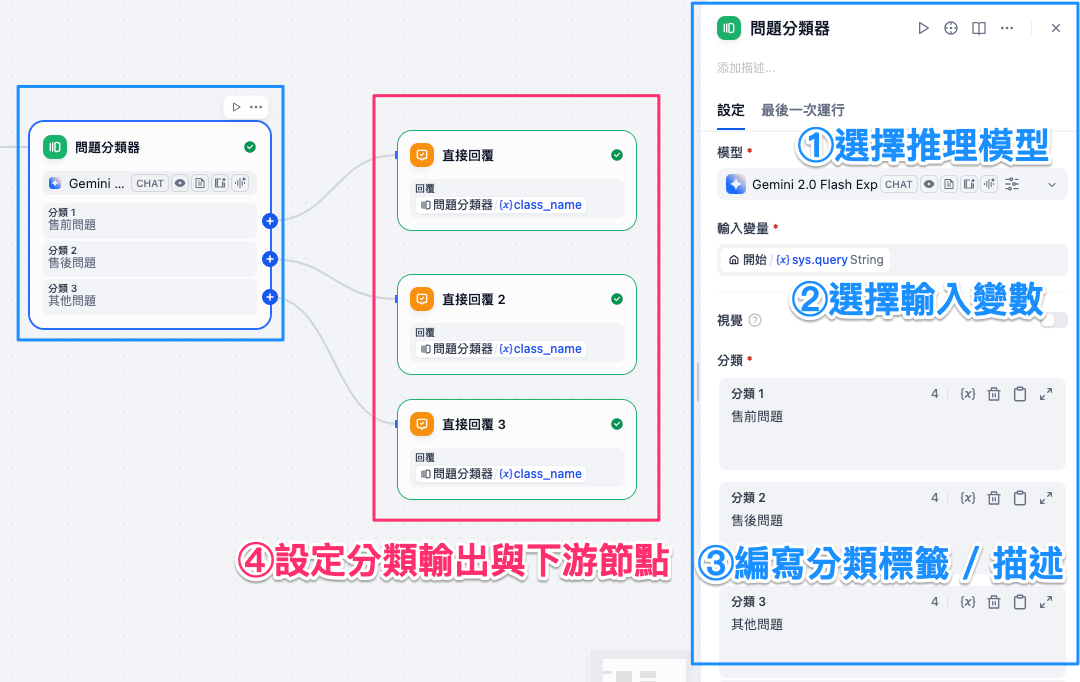 問題分類器
Gemini ...
CHAT
分類 1
售前問題
分類 2
售後問題
分類 3
其他問題
直接回覆
回覆
問題分類器 / {x} class_name
直接回覆 2
回覆
問題分類器 / {x} class_name
直接回覆 3
回覆
問題分類器 / {x} class_name
④設定分類輸出與下游節點
問題分類器
添加描述...
設定 最後一次運行
①選擇推理模型
模型 *
Gemini 2.0 Flash Exp CHAT
輸入變量 *
開始 / {x} sys.query String
②選擇輸入變數
視覺
分類 *
分類 1 4 {x}
售前問題
分類 2 4 {x}
售後問題
③編寫分類標籤 / 描述
分類 3 4 {x}
其他問題